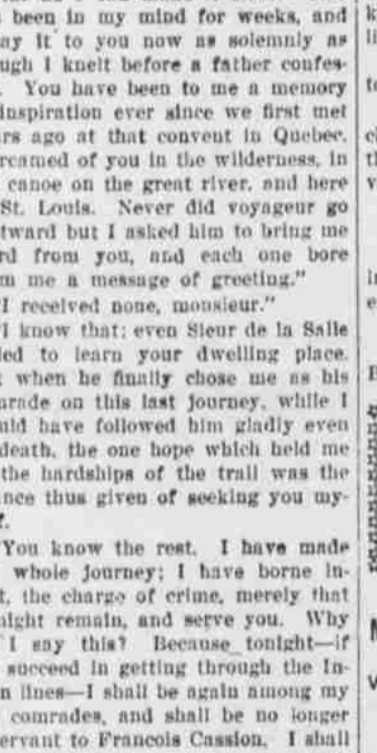 been in my mind for weeks, and
ay it to you now as solemnly as
ugh I knelt before a father confes-
. You have been to me a memory
inspiration ever since we first met
rs ago at that convent in Quebec.
reamed of you in the wilderness, in
canoe on the great river, and here
St. Louis. Never did voyageur go
tward but I asked him to bring me
rd from you, and each one bore
m me a message of greeting."
"I received none, monsieur."
"I know that; even Sieur de la Salle
led to learn your dwelling place.
t when he finally chose me as his
arade on this last journey, while I
uld have followed him gladly even
death, the one hope which held me
the hardships of the trail was the
ance thus given of seeking you my-
f.
"You know the rest. I have made
whole journey; I have borne in-
t, the charge of crime, merely that
night remain, and serve you. Why
I say this? Because tonight—if
succeed in getting through the In-
n lines—I shall be again among my
comrades, and shall be no longer
ervant to Francois Cassion. I shall